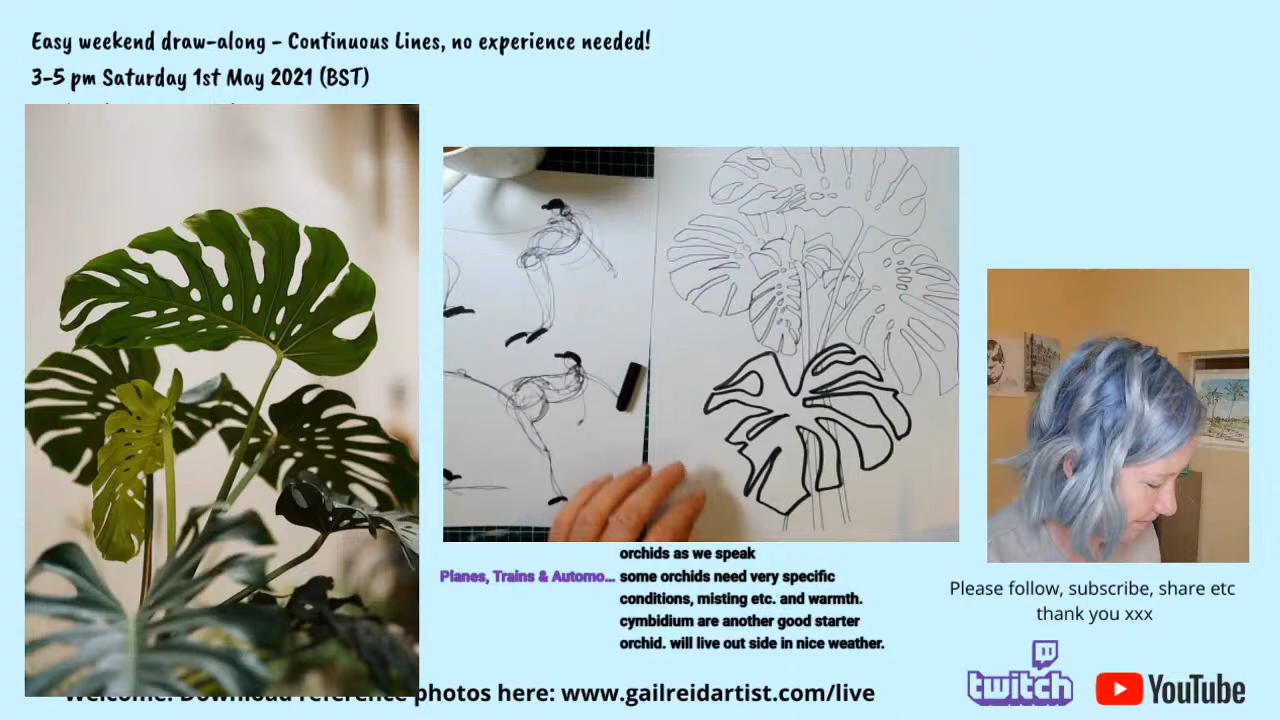 Easy weekend draw-along - Continuous Lines, no experience needed!
3-5 pm Saturday 1st May 2021 (BST)
orchids as we speak
Planes, Trains & Automo... some orchids need very specific
conditions, misting etc. and warmth.
cymbidium are another good starter
orchid. will live out side in nice weather.
Please follow, subscribe, share etc
thank you xxx
twitch
YouTube
photos here: www.gailreidartist.com/live